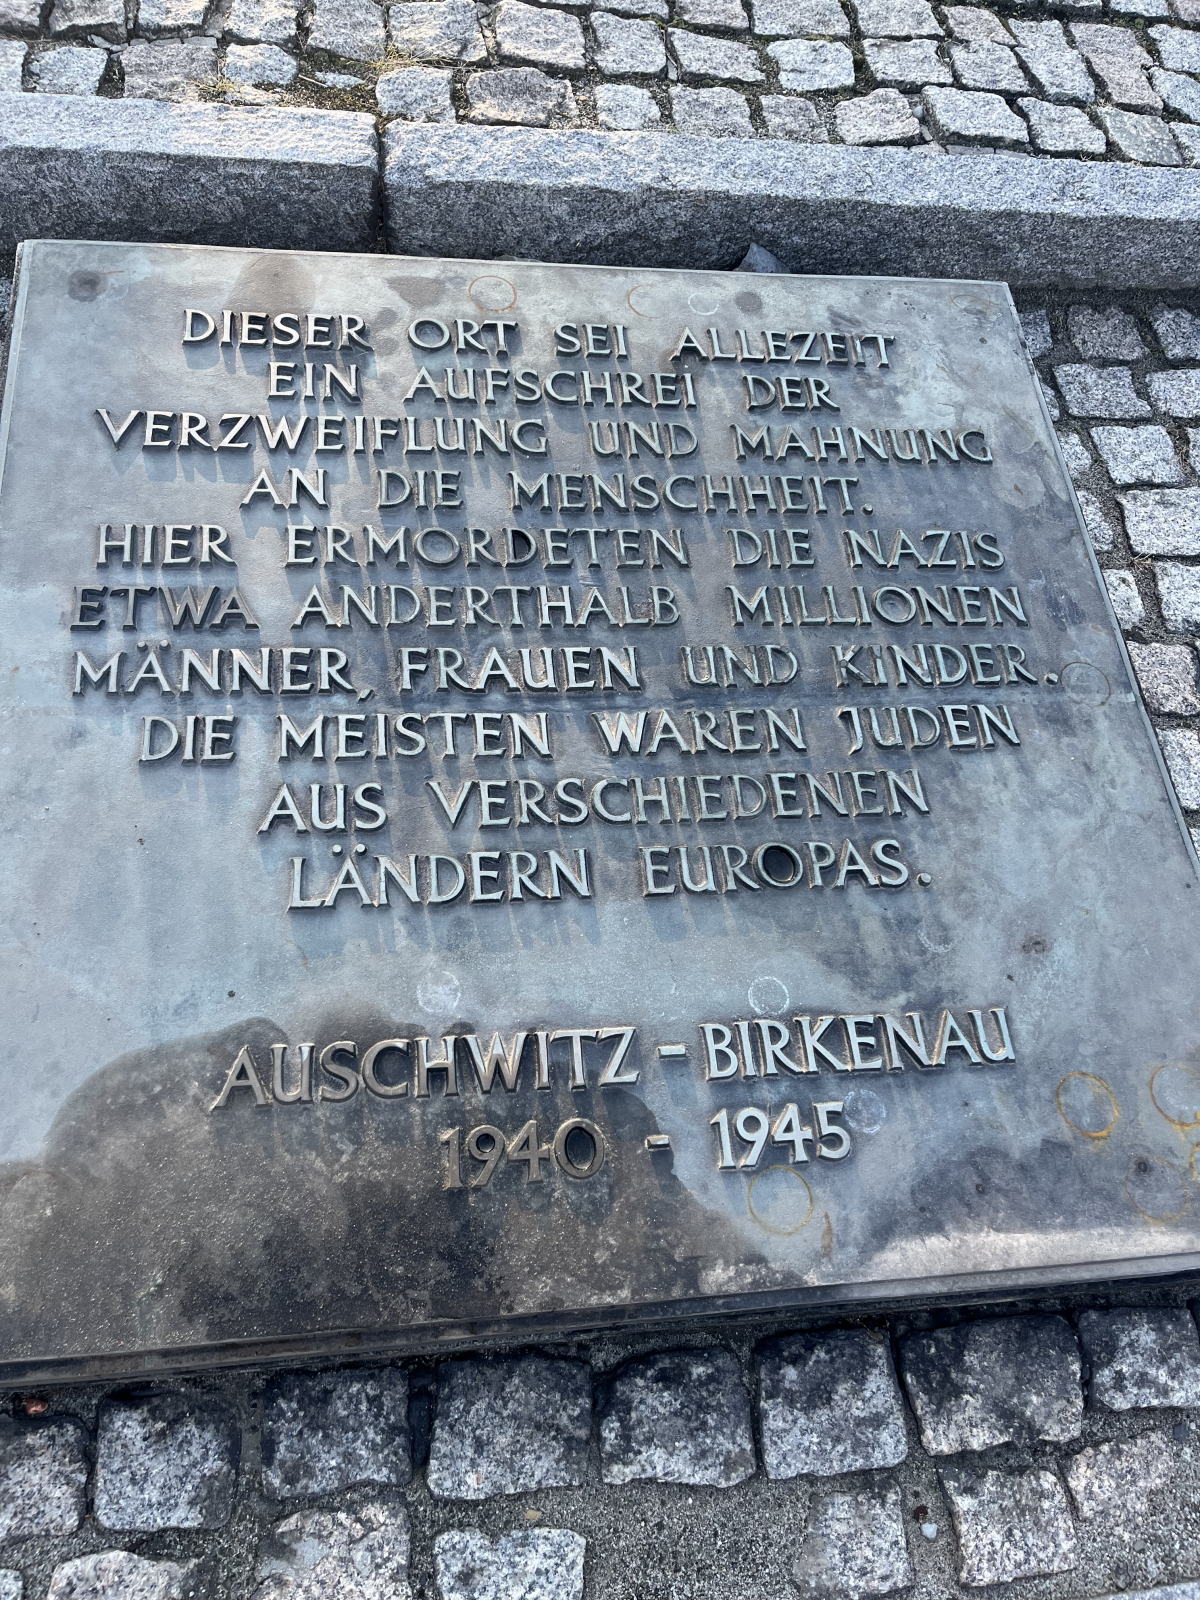 DIESER ORT SEI ALLEZEIT
EIN AUFSCHREI DER
VERZWEIFLUNG UND MAHNUNG
AN DIE MENSCHHEIT.
HIER ERMORDETEN DIE NAZIS
ETWA ANDERTHALB MILLIONEN
MÄNNER, FRAUEN UND KINDER.
DIE MEISTEN WAREN JUDEN
AUS VERSCHIEDENEN
LÄNDERN EUROPAS.
AUSCHWITZ - BIRKENAU
1940 - 1945